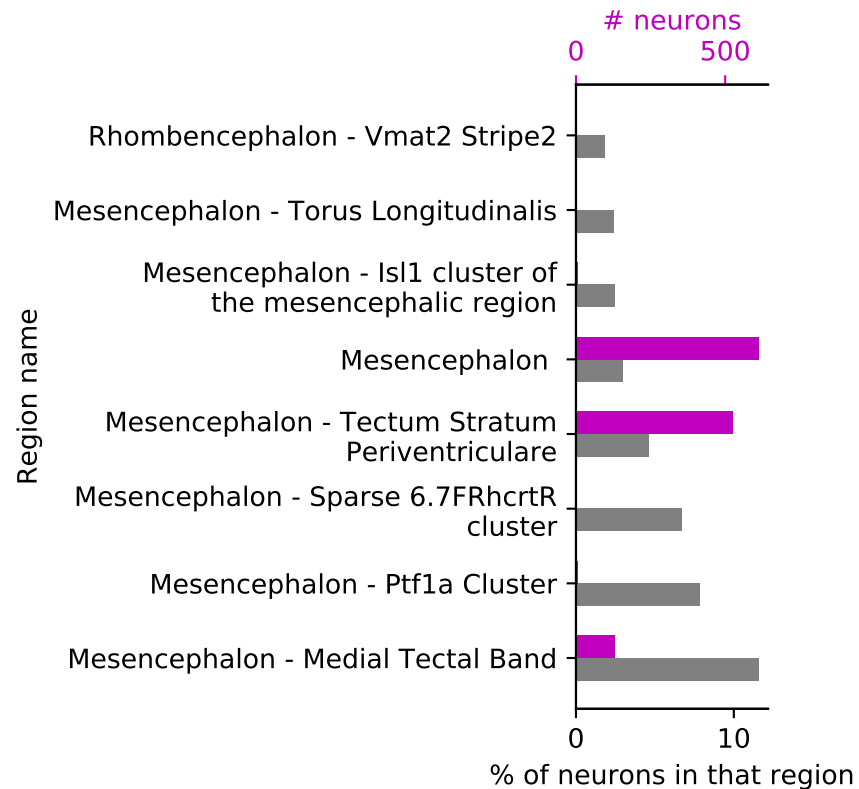 # neurons
0 500
Rhombencephalon - Vmat2 Stripe2
Mesencephalon - Torus Longitudinalis
Mesencephalon - Isl1 cluster of
the mesencephalic region
Mesencephalon
Mesencephalon - Tectum Stratum
Periventriculare
Mesencephalon - Sparse 6.7FRhcrtR
cluster
Mesencephalon - Ptf1a Cluster
Mesencephalon - Medial Tectal Band
Region name
0 10
% of neurons in that region